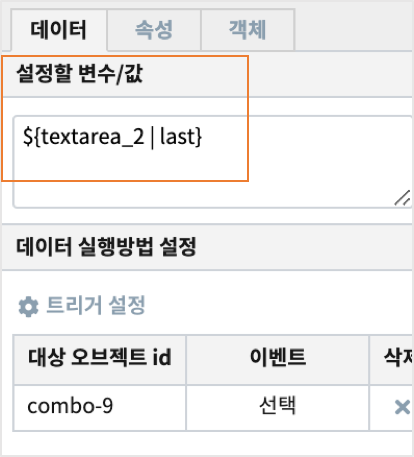 데이터 속성 객체
설정할 변수/값
${textarea_2 | last}
데이터 실행방법 설정
트리거 설정
대상 오브젝트 id 이벤트 삭제
combo-9 선택